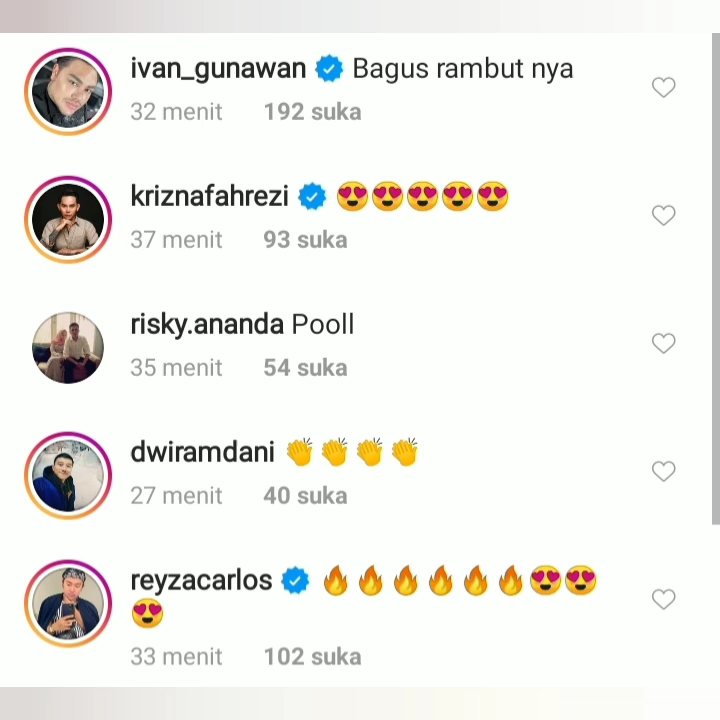 ivan_gunawan Bagus rambut nya
32 menit 192 suka
kriznafahrezi 😍😍😍😍😍
37 menit 93 suka
risky.ananda Pooll
35 menit 54 suka
dwiramdani 👏👏👏👏
27 menit 40 suka
reyzacarlos 🔥🔥🔥🔥🔥🔥😍😍
😍
33 menit 102 suka